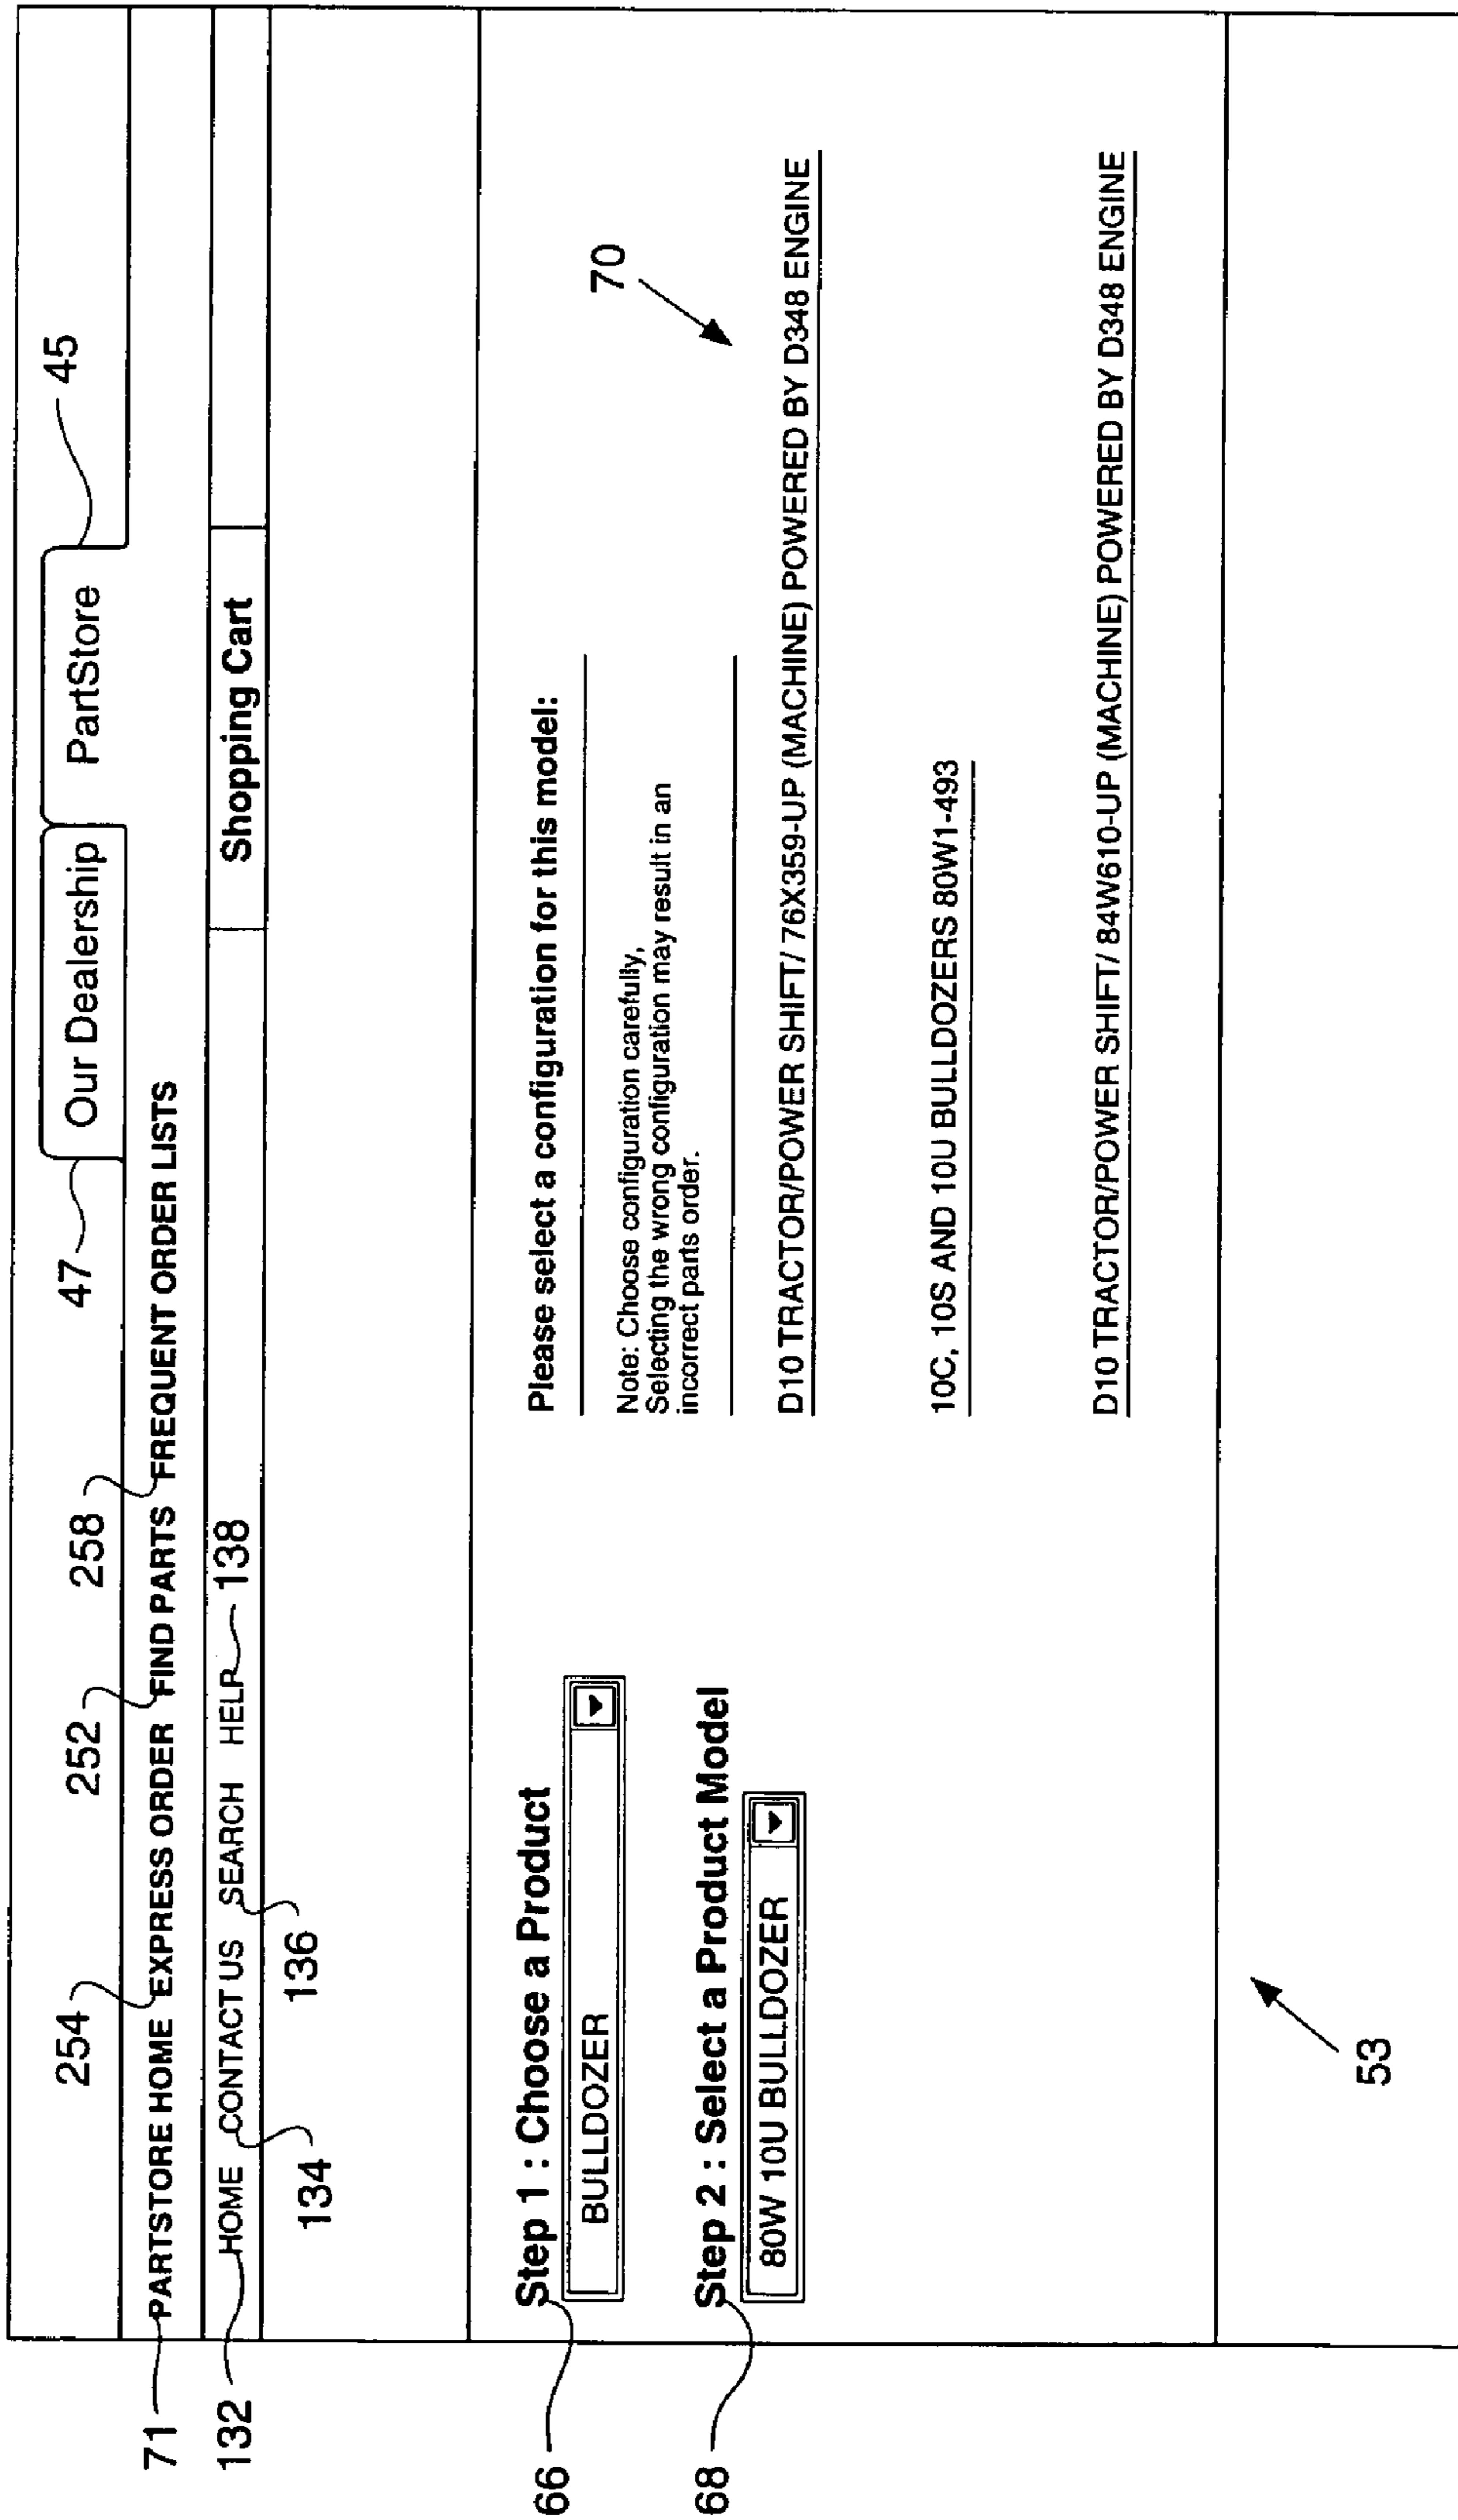 47
Our Dealership
PartStore
45
254
252
258
71
PARTSTORE HOME EXPRESS ORDER FIND PARTS FREQUENT ORDER LISTS
132
HOME CONTACT US SEARCH HELP
138
Shopping Cart
134
136
66
Step 1 : Choose a Product
BULLDOZER
68
Step 2 : Select a Product Model
80W 10U BULLDOZER
Please select a configuration for this model:
Note: Choose configuration carefully,
Selecting the wrong configuration may result in an
incorrect parts order.
70
D10 TRACTOR/POWER SHIFT/ 76X359-UP (MACHINE) POWERED BY D348 ENGINE
10C, 10S AND 10U BULLDOZERS 80W1-493
D10 TRACTOR/POWER SHIFT/ 84W610-UP (MACHINE) POWERED BY D348 ENGINE
53